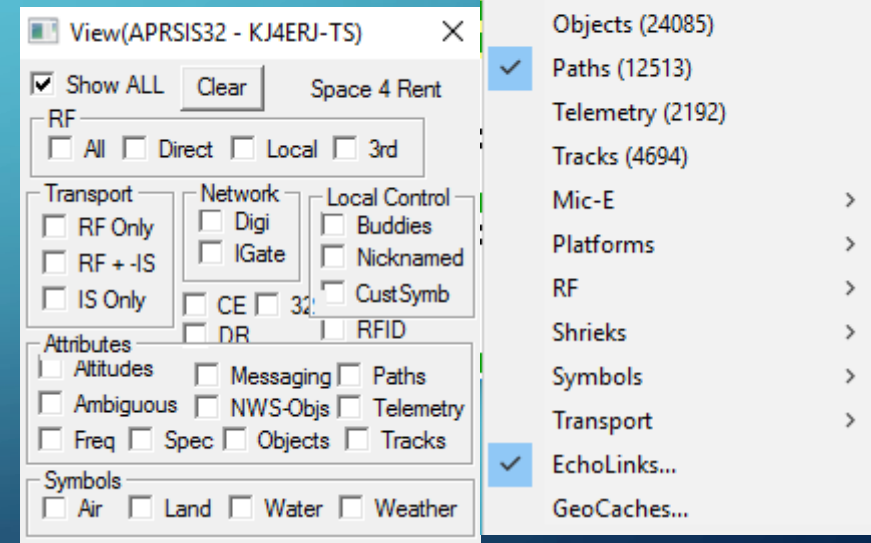 View(APRSIS32 - KJ4ERJ-TS)
Show ALL Clear Space 4 Rent
RF
All Direct Local 3rd
Transport
RF Only
RF + -IS
IS Only
Network
Digi
IGate
Local Control
Buddies
Nicknamed
CustSymb
CE 32
DR RFID
Attributes
Altitudes Messaging Paths
Ambiguous NWS-Objs Telemetry
Freq Spec Objects Tracks
Symbols
Air Land Water Weather
Objects (24085)
Paths (12513)
Telemetry (2192)
Tracks (4694)
Mic-E
Platforms
RF
Shrieks
Symbols
Transport
EchoLinks...
GeoCaches...